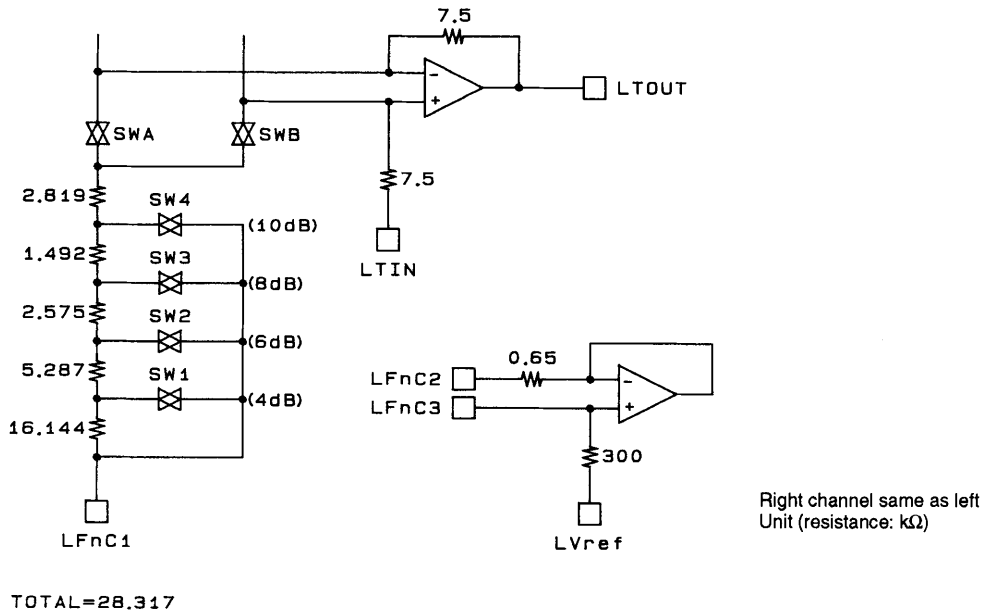 7.5
LTOUT
SWA
SWB
7.5
2.819
SW4
(10dB)
1.492
LTIN
SW3
(8dB)
2.575
SW2
(6dB)
0.65
5.287
LFnC2
SW1
LFnC3
(4dB)
16.144
300
LFnC1
LVref
Right channel same as left
Unit (resistance: kΩ)
TOTAL=28.317